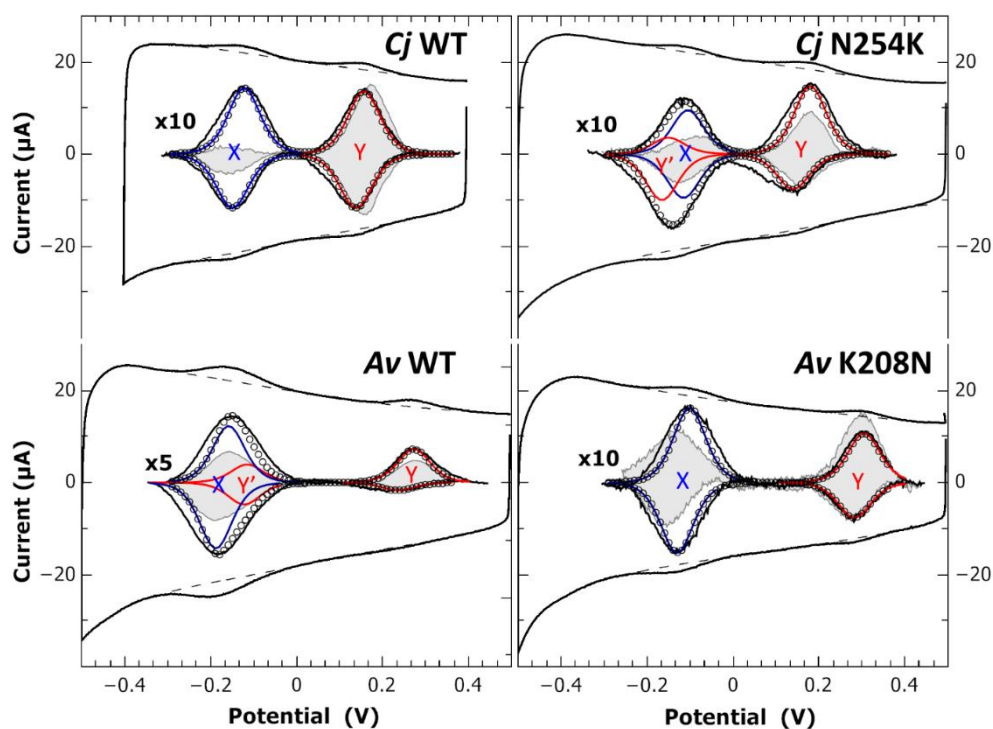 Cj WT
Cj N254K
Current (µA)
20
0
−20
x10
X
Y
x10
Y'
X
Y
20
0
−20
Av WT
Av K208N
Current (µA)
20
0
−20
x5
X
Y'
Y
x10
X
Y
20
0
−20
−0.4
−0.2
0
0.2
0.4
−0.4
−0.2
0
0.2
0.4
Potential (V)
Potential (V)